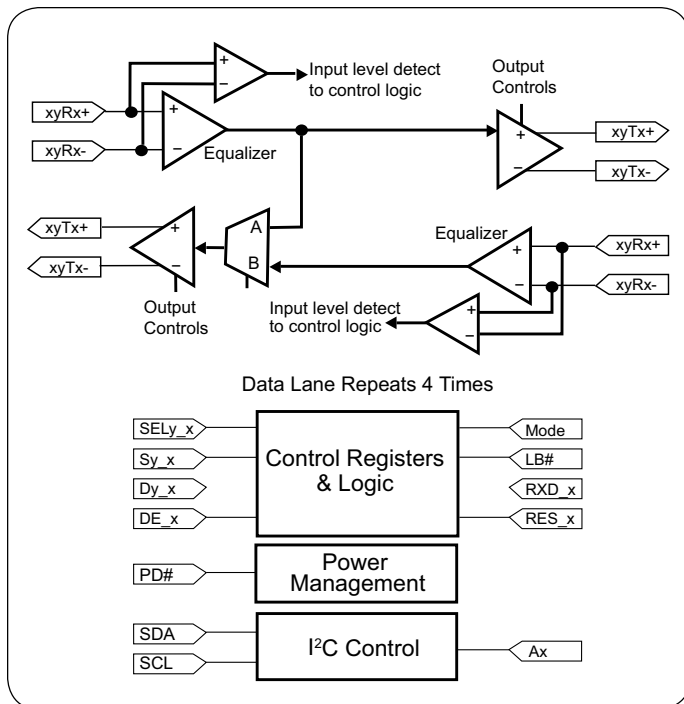 Input level detect
to control logic
Output
Controls
xyRx+
xyRx-
+
−
+
−
Equalizer
+
−
xyTx+
xyTx-
xyTx+
xyTx-
+
−
A
B
Output
Controls
Equalizer
+
−
xyRx+
xyRx-
Input level detect
to control logic
+
−
Data Lane Repeats 4 Times
SELy_x
Sy_x
Dy_x
DE_x
Control Registers
& Logic
Mode
LB#
RXD_x
RES_x
PD#
Power
Management
SDA
SCL
I²C Control
Ax